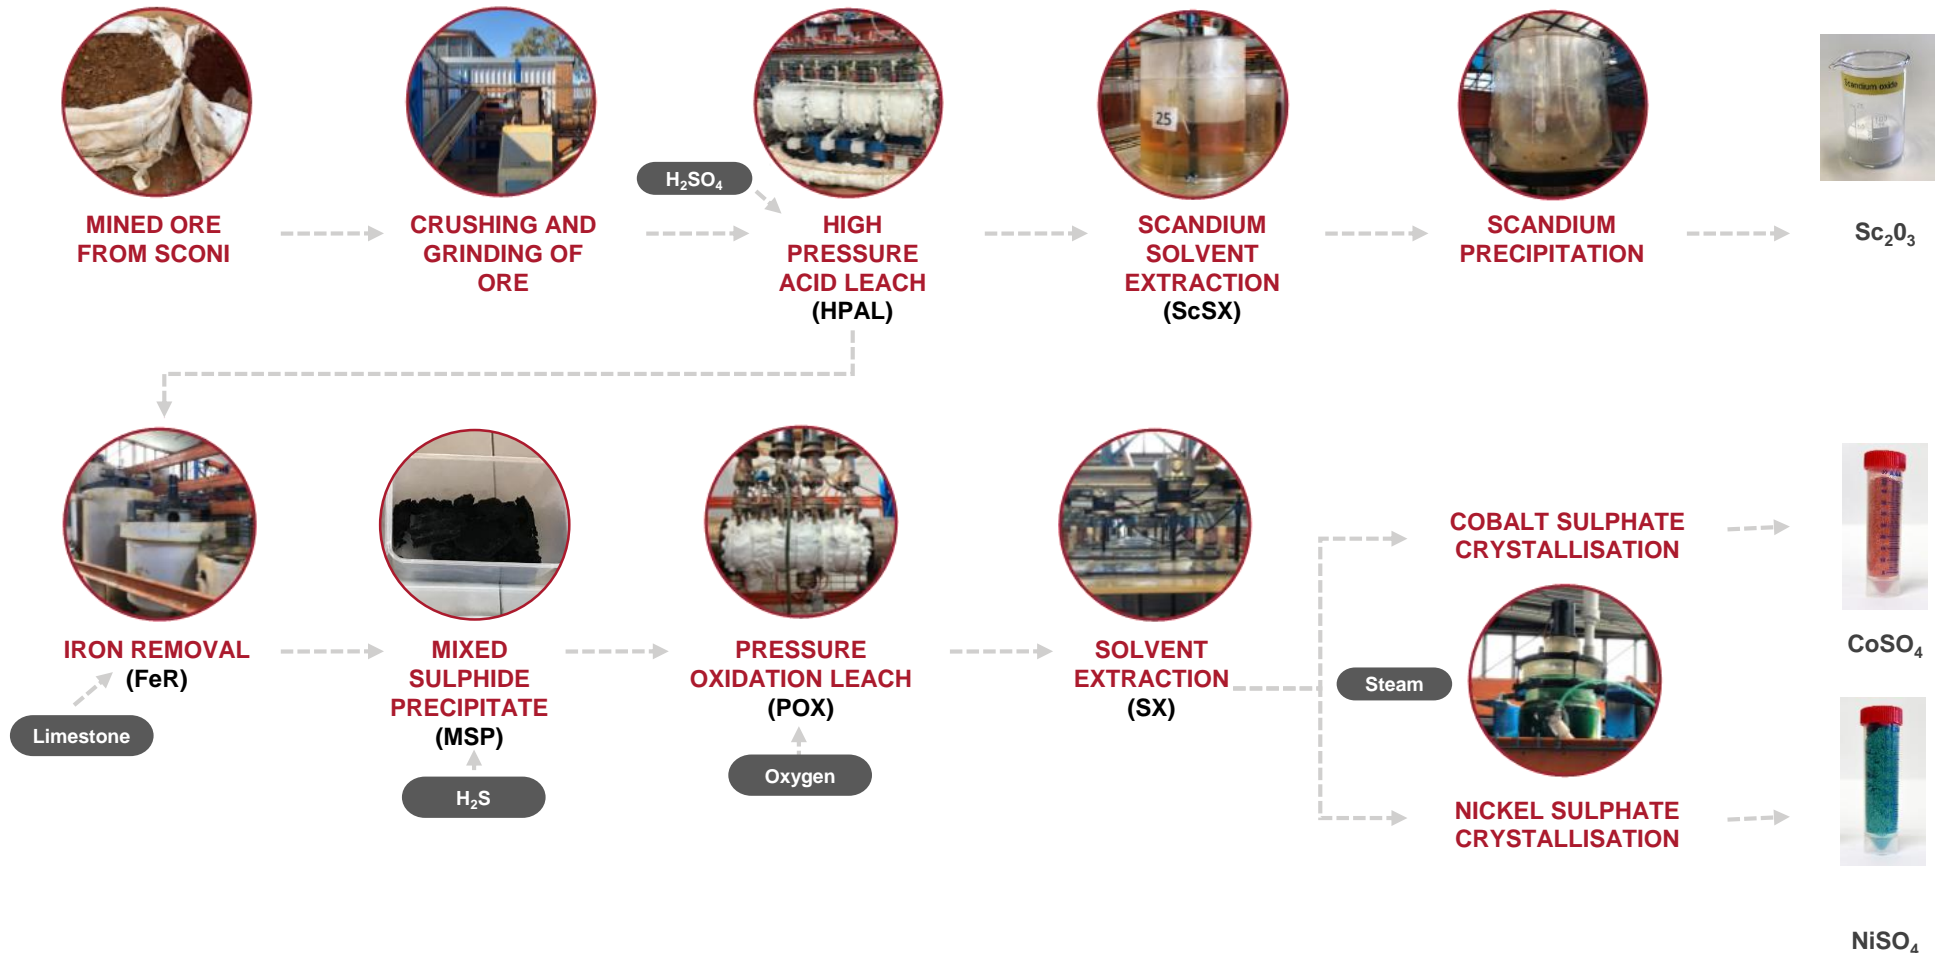 MINED ORE
FROM SCONI
CRUSHING AND
GRINDING OF
ORE
H₂SO₄
HIGH
PRESSURE
ACID LEACH
(HPAL)
25
SCANDIUM
SOLVENT
EXTRACTION
(ScSX)
SCANDIUM
PRECIPITATION
Scandium oxide
Sc₂0₃
IRON REMOVAL
(FeR)
Limestone
MIXED
SULPHIDE
PRECIPITATE
(MSP)
H₂S
PRESSURE
OXIDATION LEACH
(POX)
Oxygen
SOLVENT
EXTRACTION
(SX)
COBALT SULPHATE
CRYSTALLISATION
Steam
NICKEL SULPHATE
CRYSTALLISATION
CoSO₄
NiSO₄